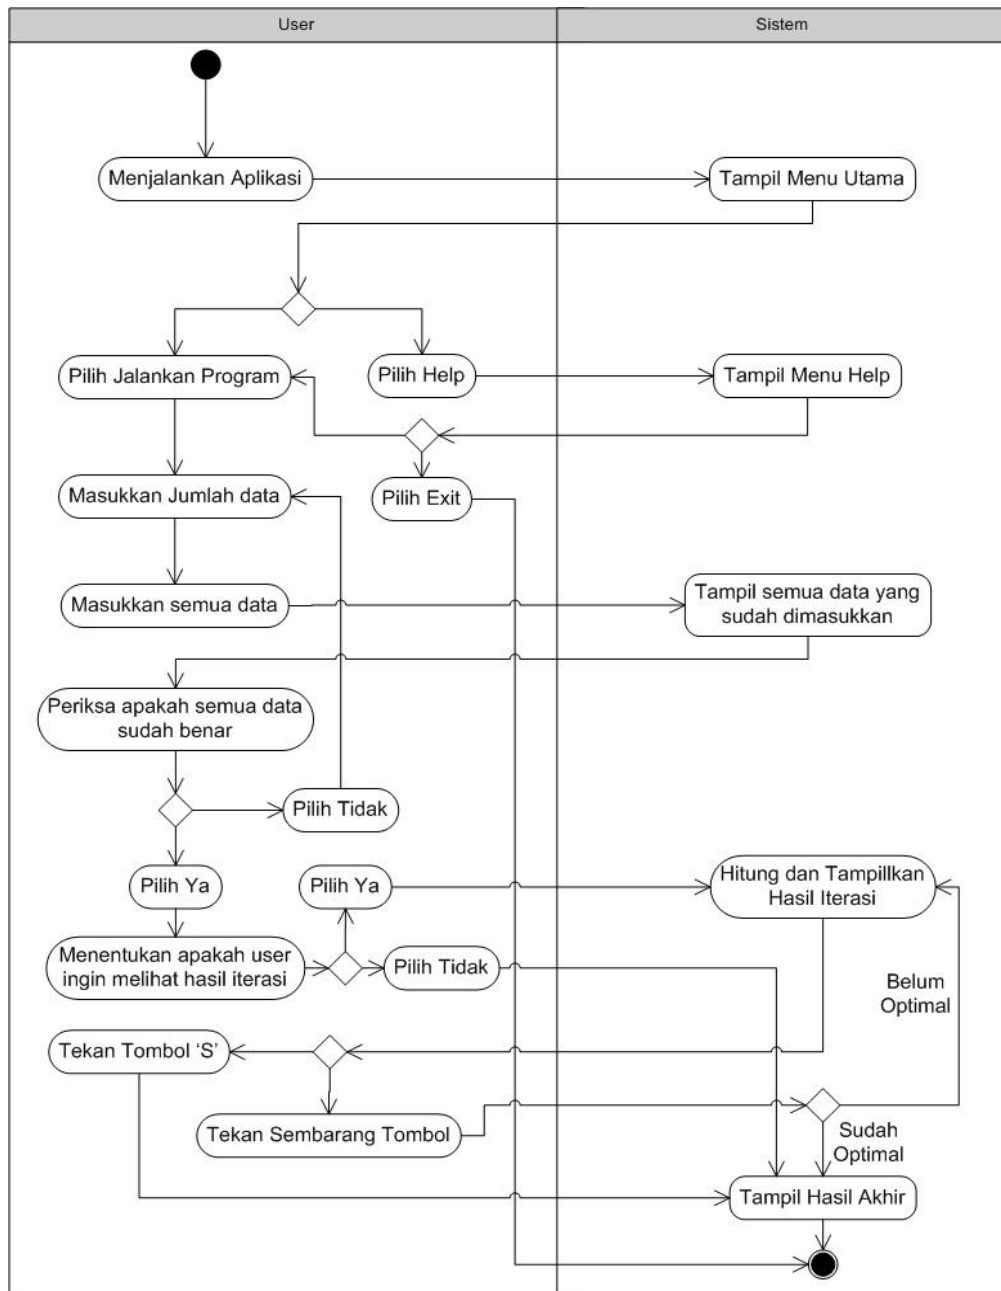 User
Sistem
Menjalankan Aplikasi
Tampil Menu Utama
Pilih Jalankan Program
Pilih Help
Tampil Menu Help
Masukkan Jumlah data
Pilih Exit
Masukkan semua data
Tampil semua data yang
sudah dimasukkan
Periksa apakah semua data
sudah benar
Pilih Tidak
Pilih Ya
Pilih Ya
Hitung dan Tampillkan
Hasil Iterasi
Menentukan apakah user
ingin melihat hasil iterasi
Pilih Tidak
Belum
Optimal
Tekan Tombol ‘S’
Tekan Sembarang Tombol
Sudah
Optimal
Tampil Hasil Akhir